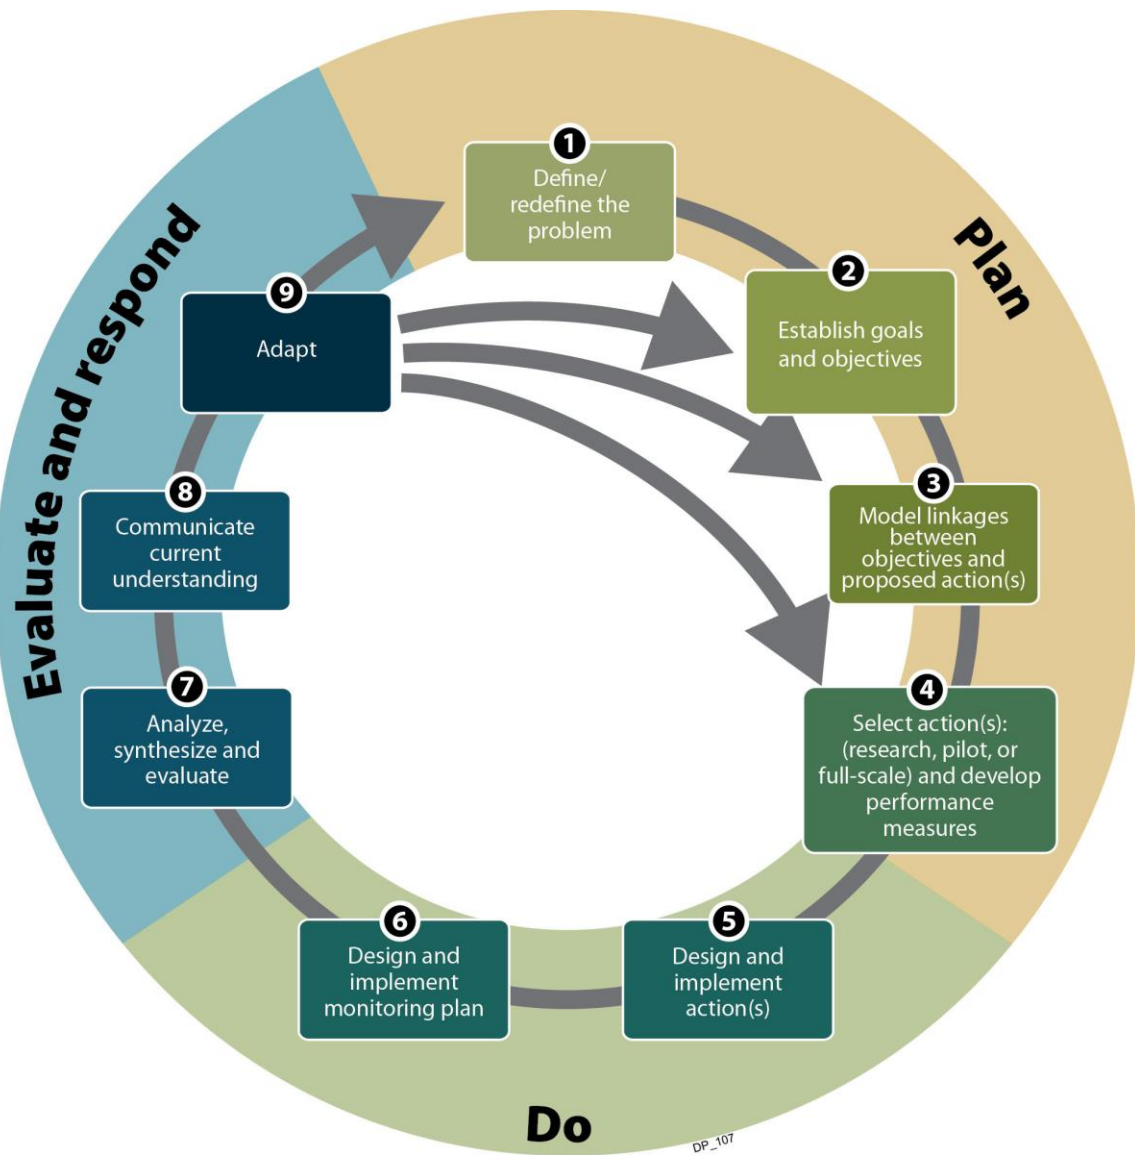 Plan
1
Define/
redefine the
problem
2
Establish goals
and objectives
3
Model linkages
between
objectives and
proposed action(s)
4
Select action(s):
(research, pilot, or
full-scale) and develop
performance
measures
Do
5
Design and
implement
action(s)
6
Design and
implement
monitoring plan
Evaluate and respond
7
Analyze,
synthesize and
evaluate
8
Communicate
current
understanding
9
Adapt
DP_107